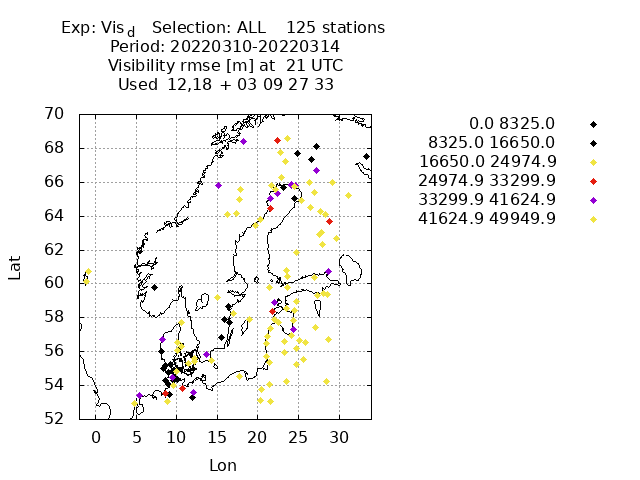 Exp: Vis d   Selection: ALL    125 stations
Period: 20220310-20220314
Visibility rmse [m] at  21 UTC
Used  12,18 + 03 09 27 33
70
68
66
64
62
60
58
56
54
52
Lat
0 5 10 15 20 25 30
Lon
0.0 8325.0
8325.0 16650.0
16650.0 24974.9
24974.9 33299.9
33299.9 41624.9
41624.9 49949.9